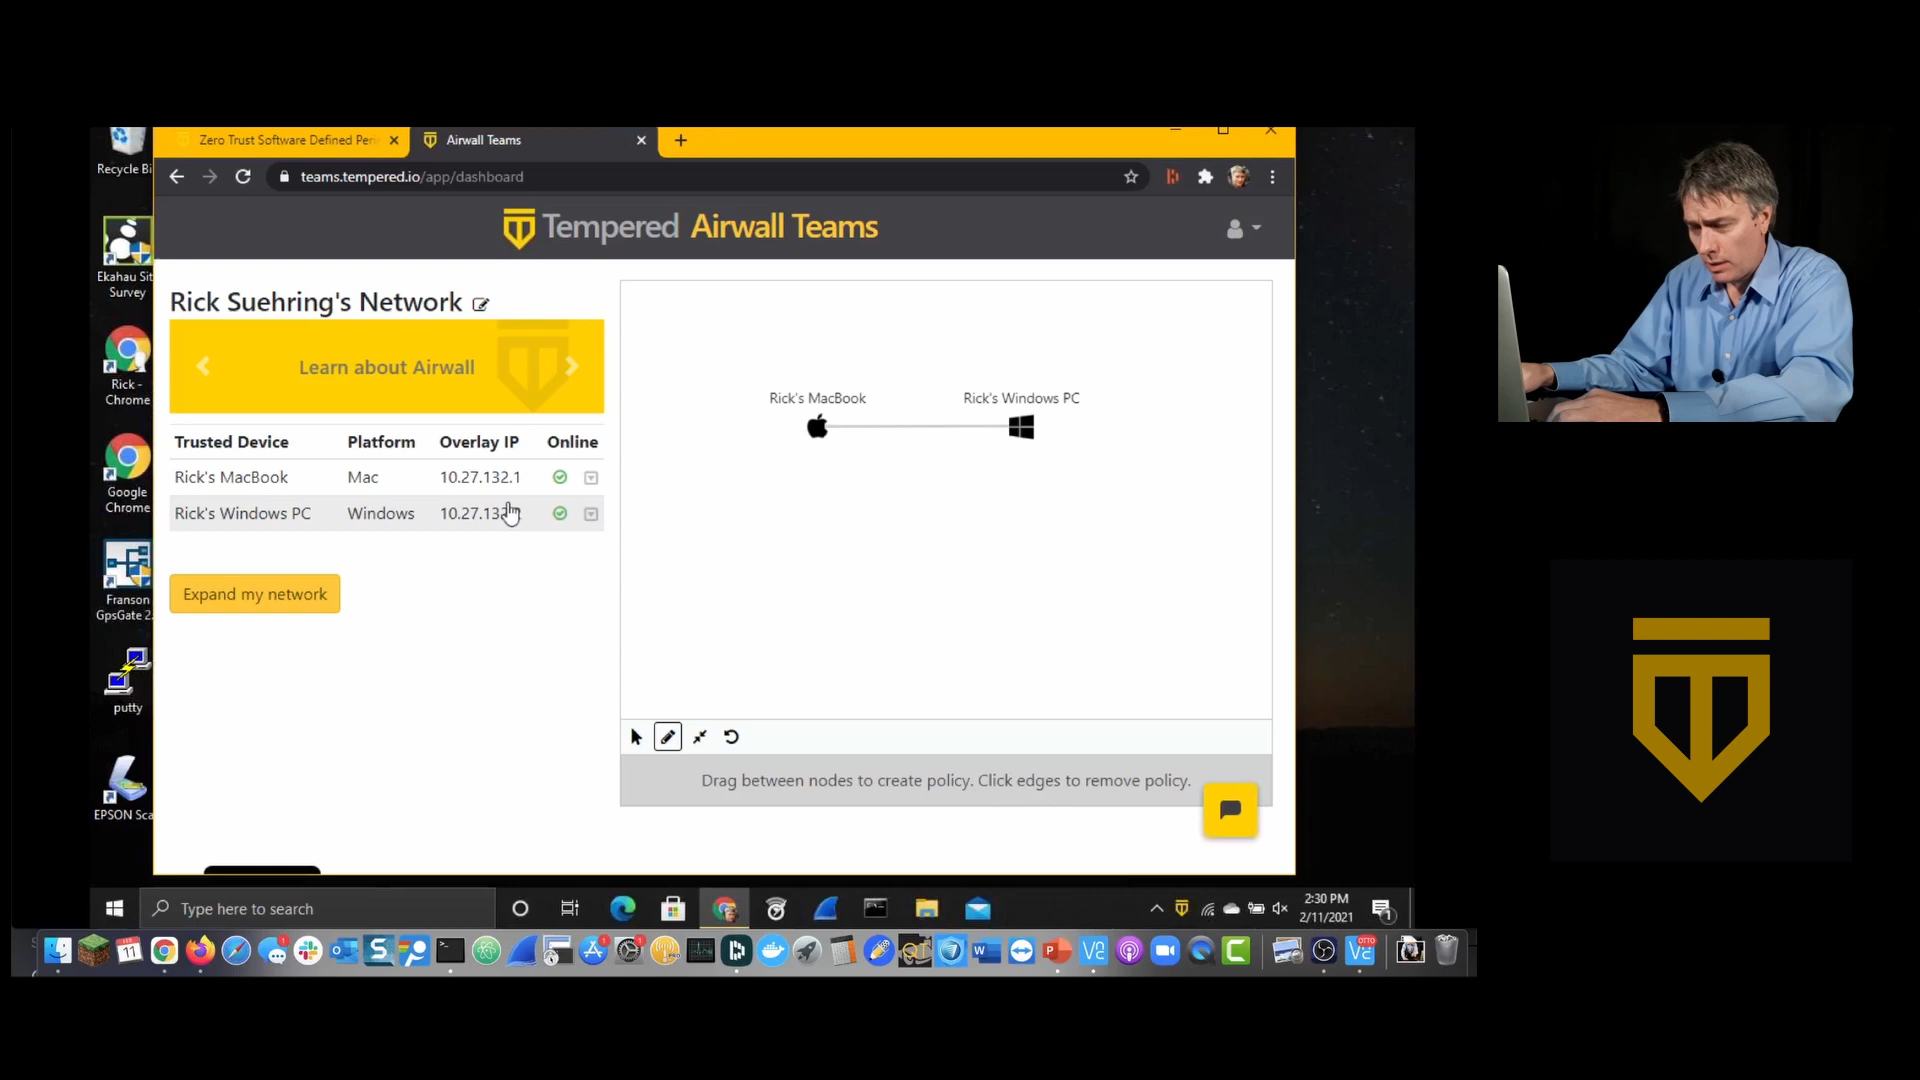 Zero Trust Software Defined Peri
Airwall Teams
teams.tempered.io/app/dashboard
Tempered Airwall Teams
Rick Suehring's Network
Learn about Airwall
Trusted Device Platform Overlay IP Online
Rick's MacBook Mac 10.27.132.1
Rick's Windows PC Windows
Expand my network
Rick's MacBook Rick's Windows PC
Drag between nodes to create policy. Click edges to remove policy.
Recycle Bi
Ekahau Sit
Survey
Rick -
Chrome
Google
Chrome
Franson
GpsGate 2.
putty
EPSON Sca
Type here to search
2:30 PM
2/11/2021
1